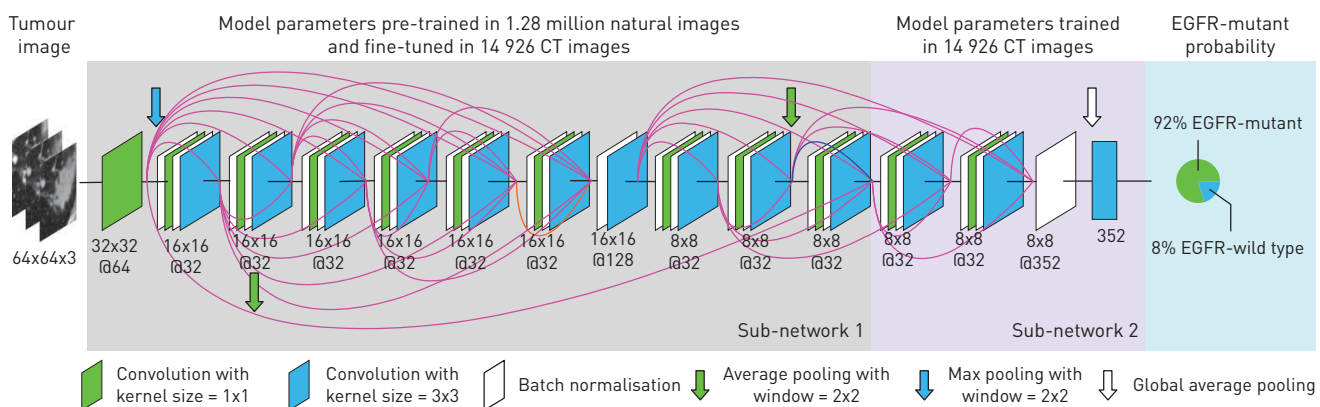 Tumour
image
Model parameters pre-trained in 1.28 million natural images
and fine-tuned in 14 926 CT images
Model parameters trained
in 14 926 CT images
EGFR-mutant
probability
64x64x3
32x32
@64
16x16
@32
16x16
@32
16x16
@32
16x16
@32
16x16
@32
16x16
@32
16x16
@128
8x8
@32
8x8
@32
8x8
@32
8x8
@32
8x8
@32
8x8
@352
352
92% EGFR-mutant
8% EGFR-wild type
Sub-network 1
Sub-network 2
Convolution with
kernel size = 1x1
Convolution with
kernel size = 3x3
Batch normalisation
Average pooling with
window = 2x2
Max pooling with
window = 2x2
Global average pooling